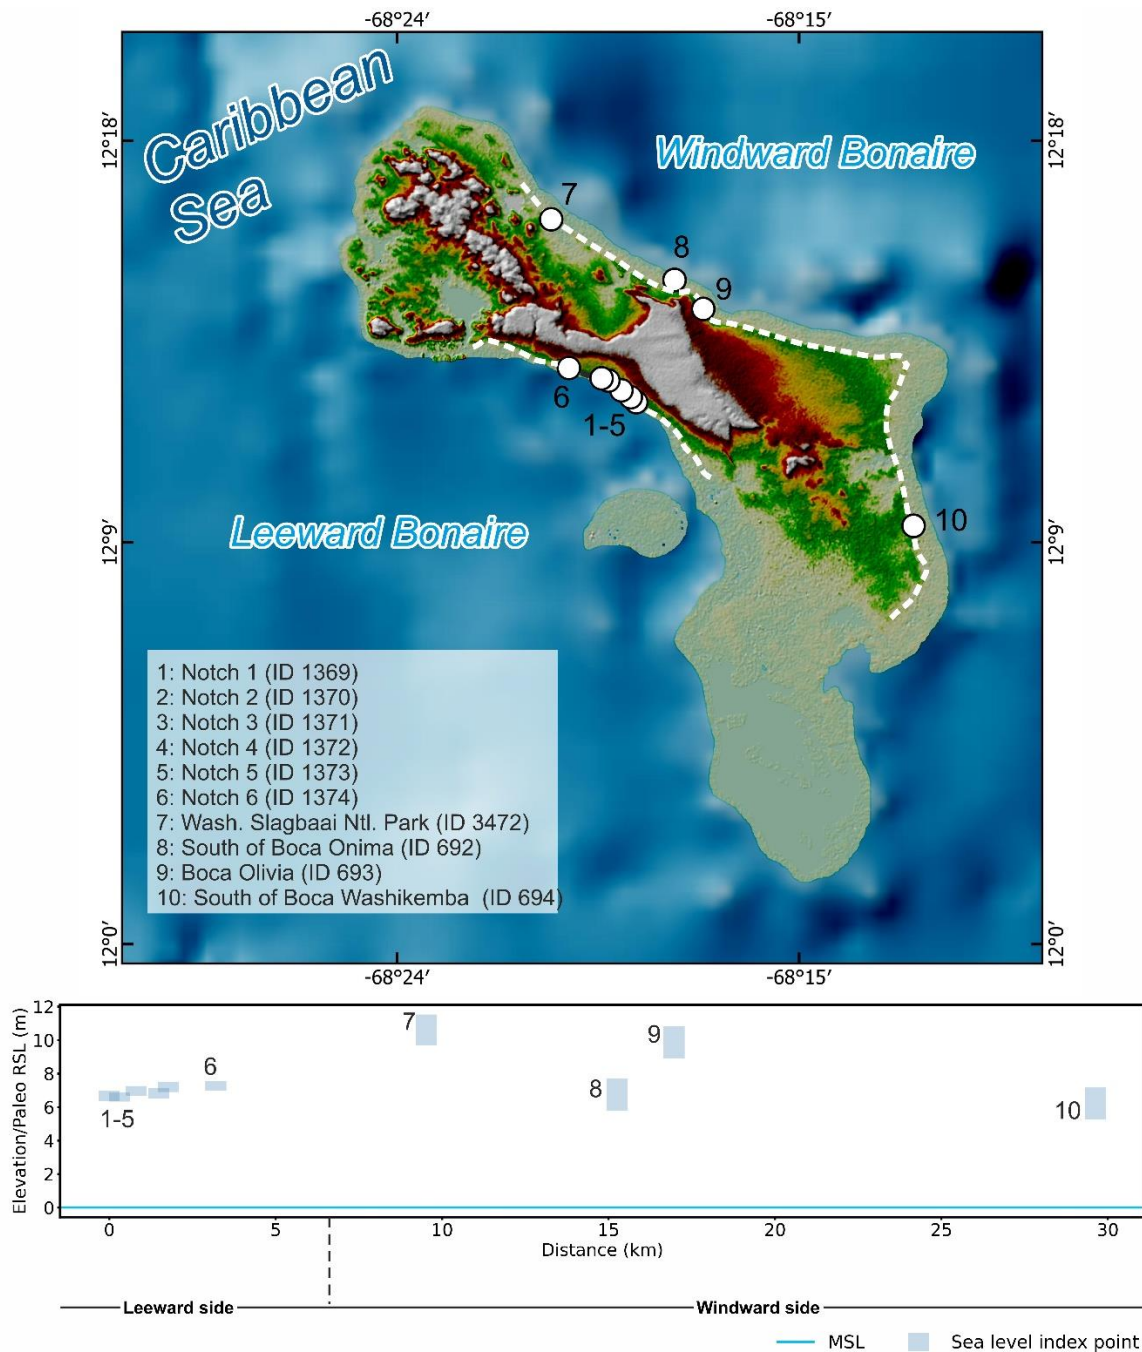 -68°24′ -68°15′
Caribbean
Sea
Windward Bonaire
12°18′ 12°18′
7
8
9
6
1-5
10
Leeward Bonaire
12°9′ 12°9′
1: Notch 1 (ID 1369)
2: Notch 2 (ID 1370)
3: Notch 3 (ID 1371)
4: Notch 4 (ID 1372)
5: Notch 5 (ID 1373)
6: Notch 6 (ID 1374)
7: Wash. Slagbaai Ntl. Park (ID 3472)
8: South of Boca Onima (ID 692)
9: Boca Olivia (ID 693)
10: South of Boca Washikemba (ID 694)
12°0′ 12°0′
-68°24′ -68°15′
Elevation/Paleo RSL (m)
12
10
8
6
4
2
0
7
9
6
8
1-5
10
0 5 10 15 20 25 30
Distance (km)
Leeward side Windward side
MSL Sea level index point